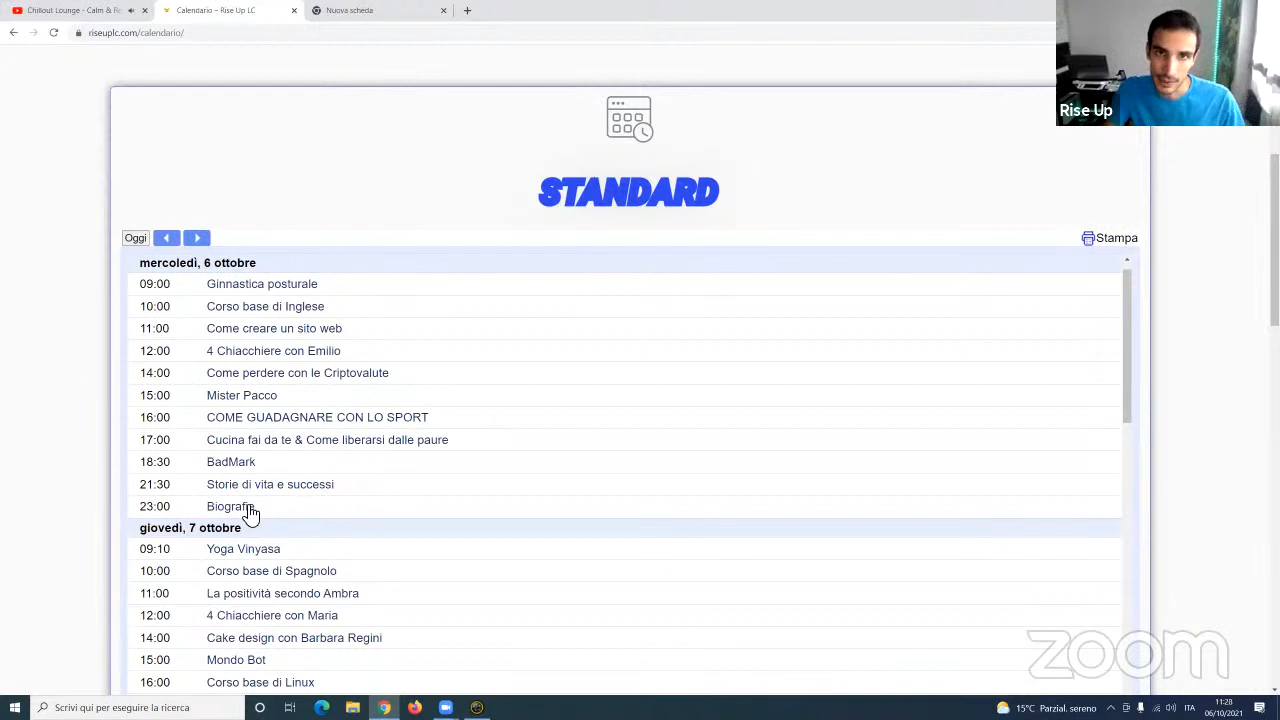 Chillout Lounge - Calm & Re
Calendario – Rise Up LC
Nuova scheda
riseuplc.com/calendario/
Rise Up
STANDARD
Oggi
Stampa
mercoledì, 6 ottobre
09:00 Ginnastica posturale
10:00 Corso base di Inglese
11:00 Come creare un sito web
12:00 4 Chiacchiere con Emilio
14:00 Come perdere con le Criptovalute
15:00 Mister Pacco
16:00 COME GUADAGNARE CON LO SPORT
17:00 Cucina fai da te & Come liberarsi dalle paure
18:30 BadMark
21:30 Storie di vita e successi
23:00 Biografie
giovedì, 7 ottobre
09:10 Yoga Vinyasa
10:00 Corso base di Spagnolo
11:00 La positività secondo Ambra
12:00 4 Chiacchiere con Maria
14:00 Cake design con Barbara Regini
15:00 Mondo Bot
16:00 Corso base di Linux
zoom
Scrivi qui per eseguire la ricerca
15°C Parzial. sereno
11:28
06/10/2021